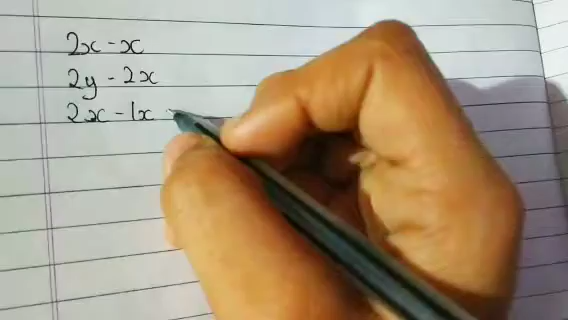 2x - x
2y - 2x
2x - 1x